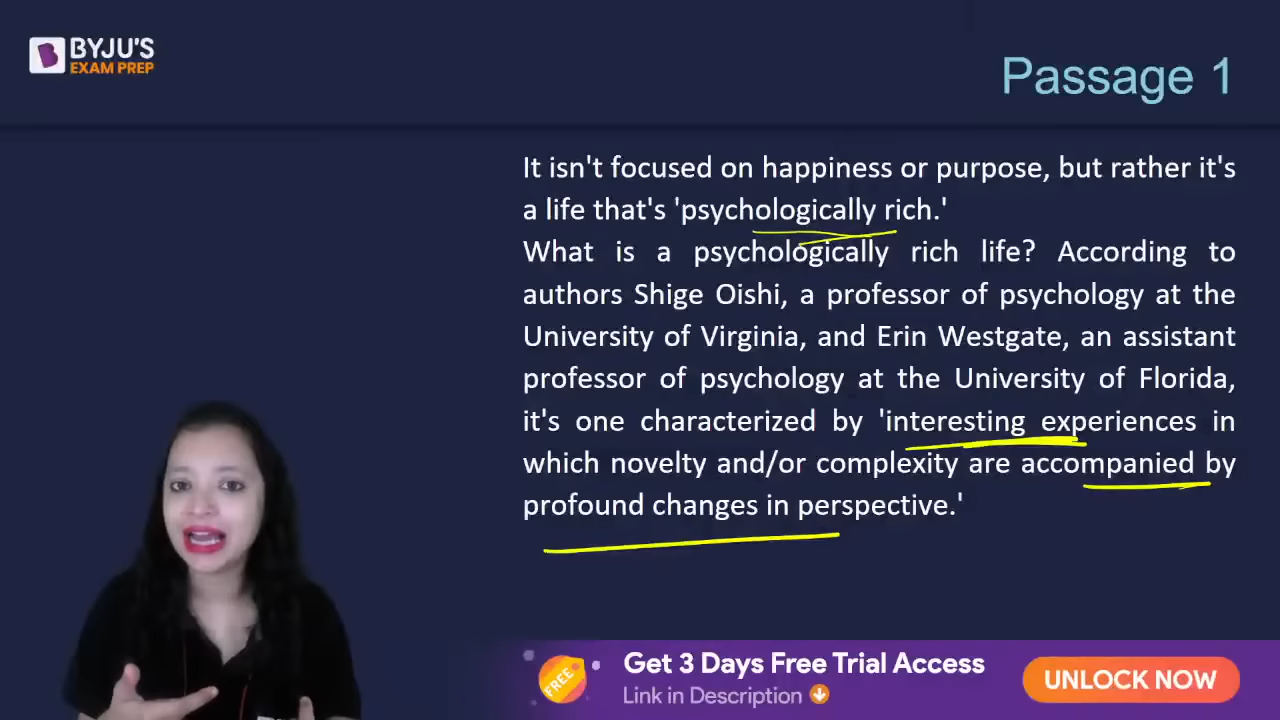 BYJU'S
EXAM PREP
Passage 1
It isn't focused on happiness or purpose, but rather it's
a life that's 'psychologically rich.'
What is a psychologically rich life? According to
authors Shige Oishi, a professor of psychology at the
University of Virginia, and Erin Westgate, an assistant
professor of psychology at the University of Florida,
it's one characterized by 'interesting experiences in
which novelty and/or complexity are accompanied by
profound changes in perspective.'
FREE
Get 3 Days Free Trial Access
Link in Description
UNLOCK NOW